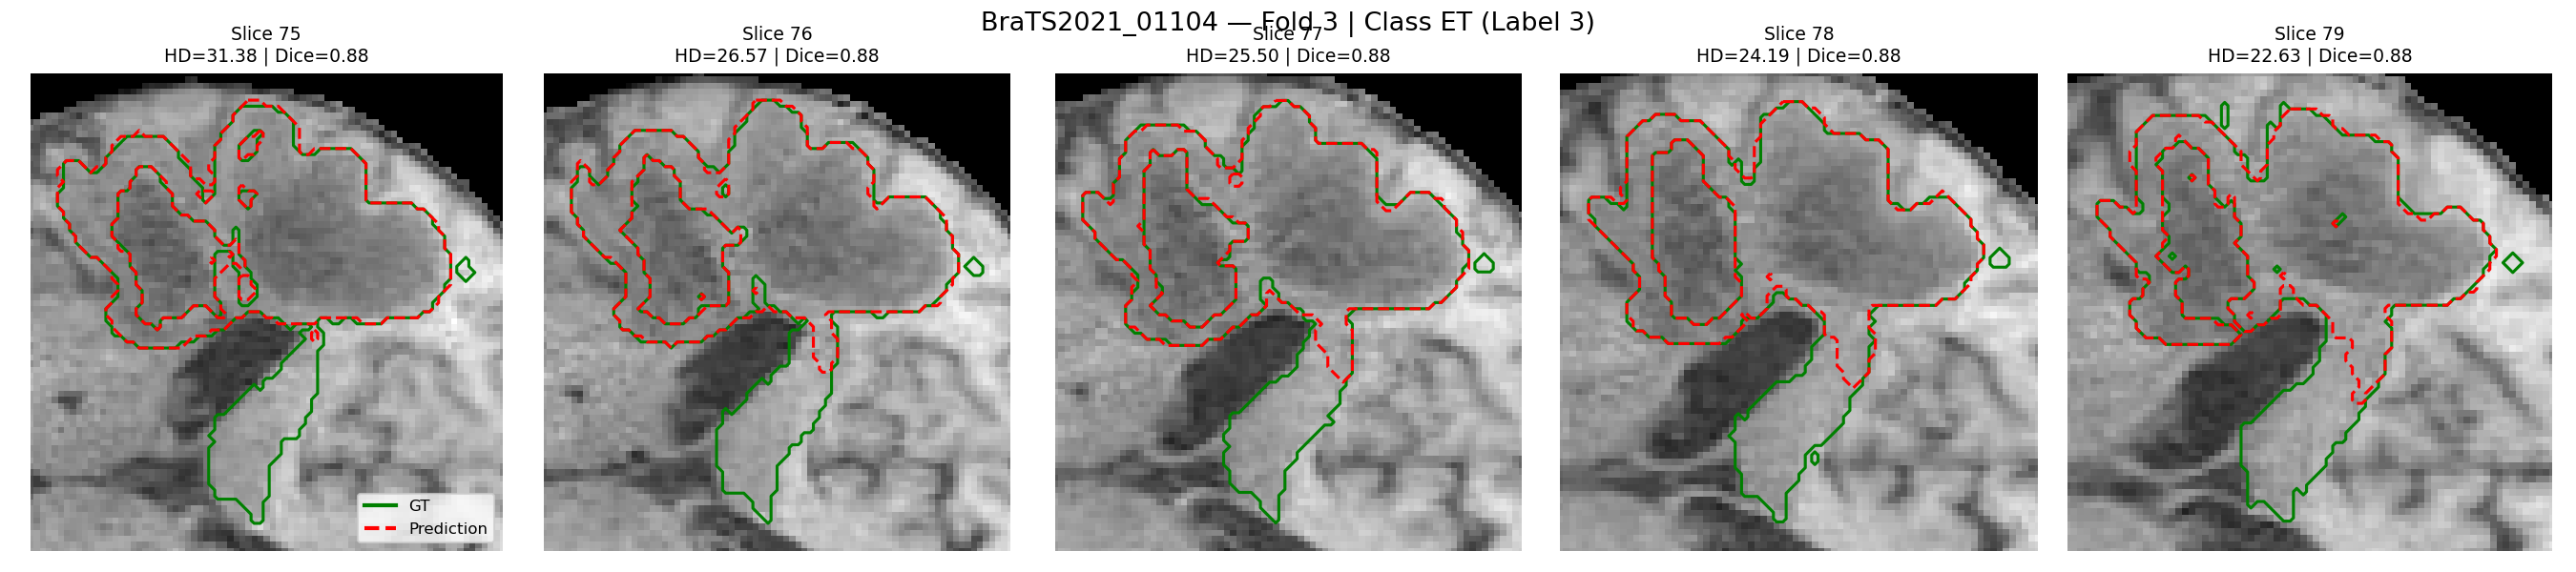 BraTS2021_01104 — Fold 3 | Class ET (Label 3)
Slice 75
HD=31.38 | Dice=0.88
Slice 76
HD=26.57 | Dice=0.88
Slice 77
HD=25.50 | Dice=0.88
Slice 78
HD=24.19 | Dice=0.88
Slice 79
HD=22.63 | Dice=0.88
GT
Prediction